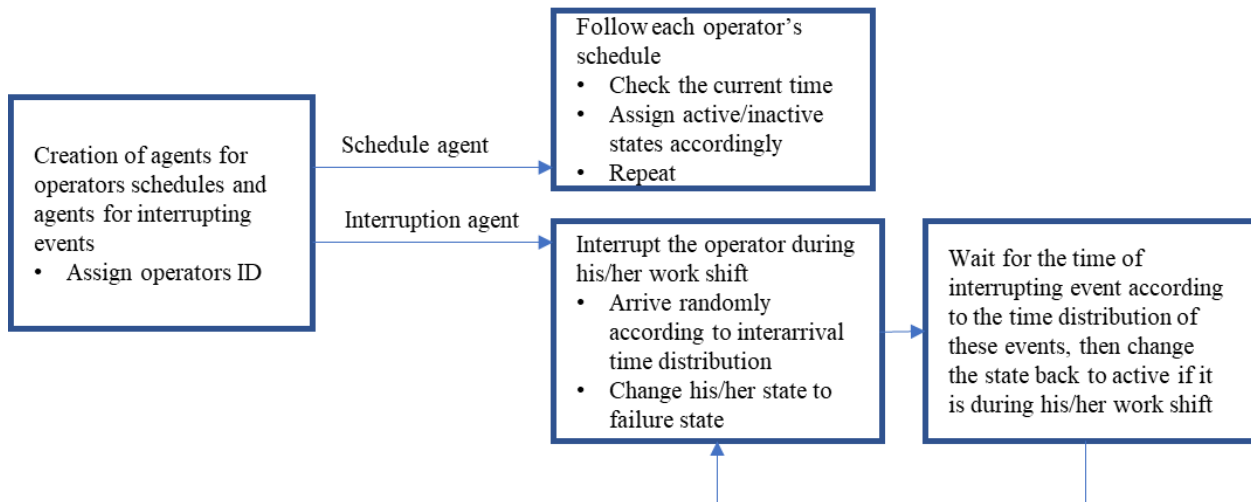 Creation of agents for
operators schedules and
agents for interrupting
events
• Assign operators ID
Schedule agent
Interruption agent
Follow each operator's
schedule
• Check the current time
• Assign active/inactive
states accordingly
• Repeat
Interrupt the operator during
his/her work shift
• Arrive randomly
according to interarrival
time distribution
• Change his/her state to
failure state
Wait for the time of
interrupting event according
to the time distribution of
these events, then change
the state back to active if it
is during his/her work shift